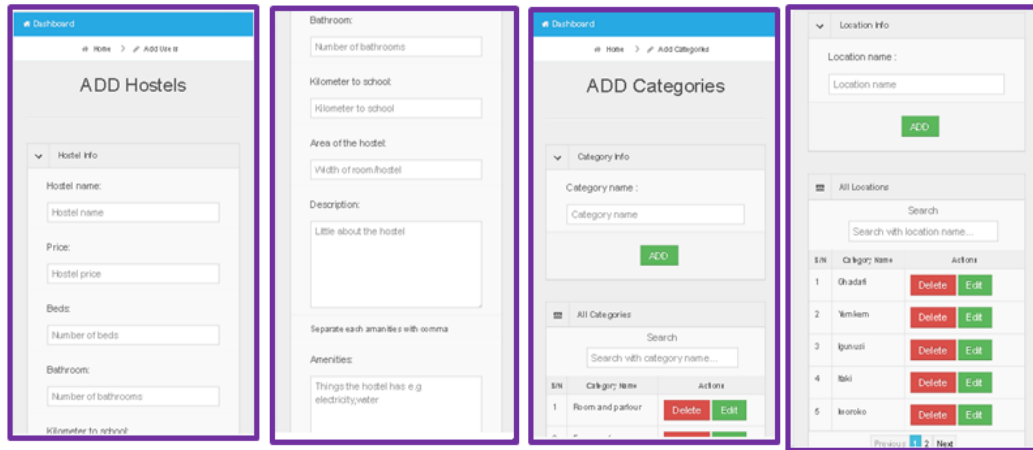 Dashboard
Home > Add Users
ADD Hostels
Hostel Info
Hostel name:
Hostel name
Price:
Hostel price
Beds:
Number of beds
Bathroom:
Number of bathrooms
Kilometer to school:
Bathroom:
Number of bathrooms
Kilometer to school:
Kilometer to school
Area of the hostel:
Width of room/hostel
Description:
Little about the hostel
Separate each amanities with comma
Amenities:
Things the hostel has e.g
electricity,water
Dashboard
Home > Add Categories
ADD Categories
Category Info
Category name :
Category name
ADD
All Categories
Search
Search with category name...
S/N Category Name Actions
1 Room and parlour Delete Edit
Location Info
Location name :
Location name
ADD
All Locations
Search
Search with location name...
S/N Category Name Actions
1 Ghadafi Delete Edit
2 Yemkem Delete Edit
3 Igunusi Delete Edit
4 Delete Edit
5 Iworoko Delete Edit
Previous 1 2 Next